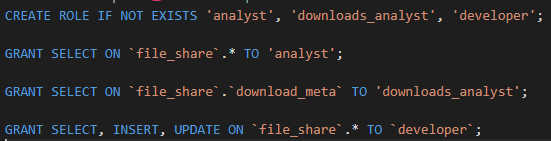 CREATE ROLE IF NOT EXISTS 'analyst', 'downloads_analyst', 'developer';
GRANT SELECT ON `file_share`.* TO 'analyst';
GRANT SELECT ON `file_share`.`download_meta` TO 'downloads_analyst';
GRANT SELECT, INSERT, UPDATE ON `file_share`.* TO `developer`;